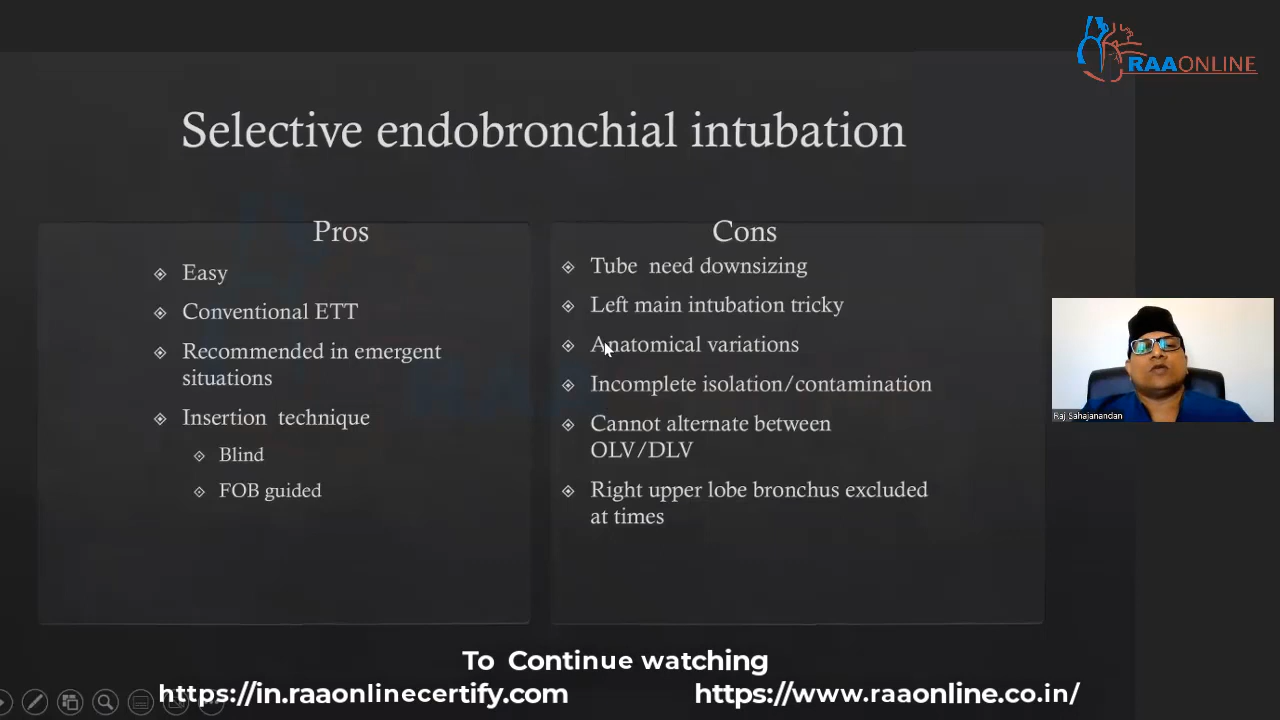 RAAONLINE
Selective endobronchial intubation
Pros
Easy
Conventional ETT
Recommended in emergent
situations
Insertion technique
Blind
FOB guided
Cons
Tube need downsizing
Left main intubation tricky
Anatomical variations
Incomplete isolation/contamination
Cannot alternate between
OLV/DLV
Right upper lobe bronchus excluded
at times
Raj Sahajanandan
To Continue watching
https://in.raaonlinecertify.com
https://www.raaonline.co.in/